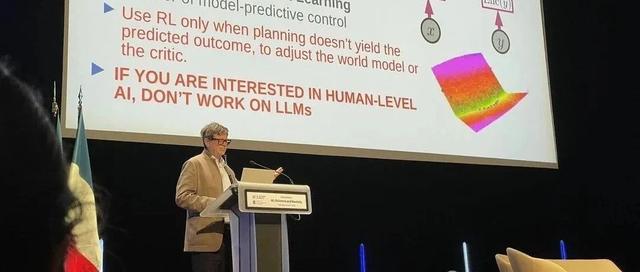 Learning
of model-predictive control
Use RL only when planning doesn't yield the
predicted outcome, to adjust the world model or
the critic.
IF YOU ARE INTERESTED IN HUMAN-LEVEL
AI, DON'T WORK ON LLMs
x
y